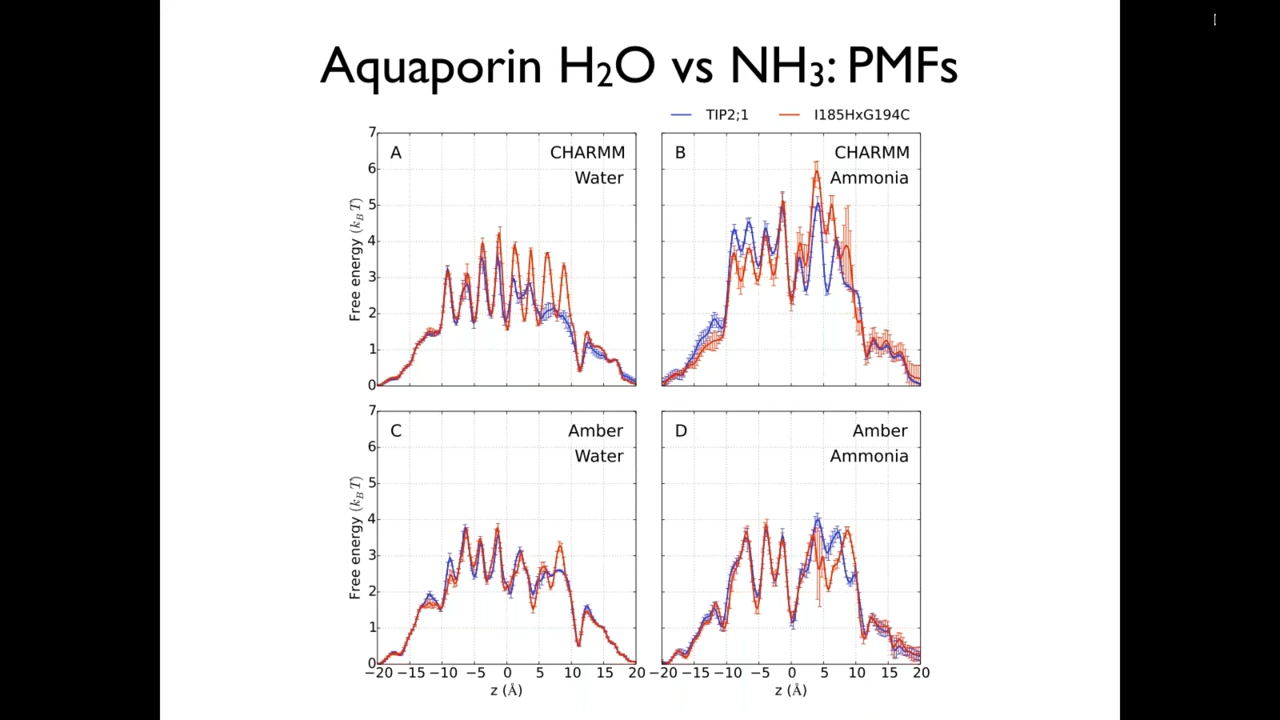 Aquaporin H₂O vs NH₃: PMFs
TIP2;1 I185HxG194C
A CHARMM Water
B CHARMM Ammonia
7
6
5
4
3
2
1
0
Free energy (k_B T)
C Amber Water
D Amber Ammonia
7
6
5
4
3
2
1
0
Free energy (k_B T)
−20 −15 −10 −5 0 5 10 15 20
−20 −15 −10 −5 0 5 10 15 20
z (Å)
z (Å)